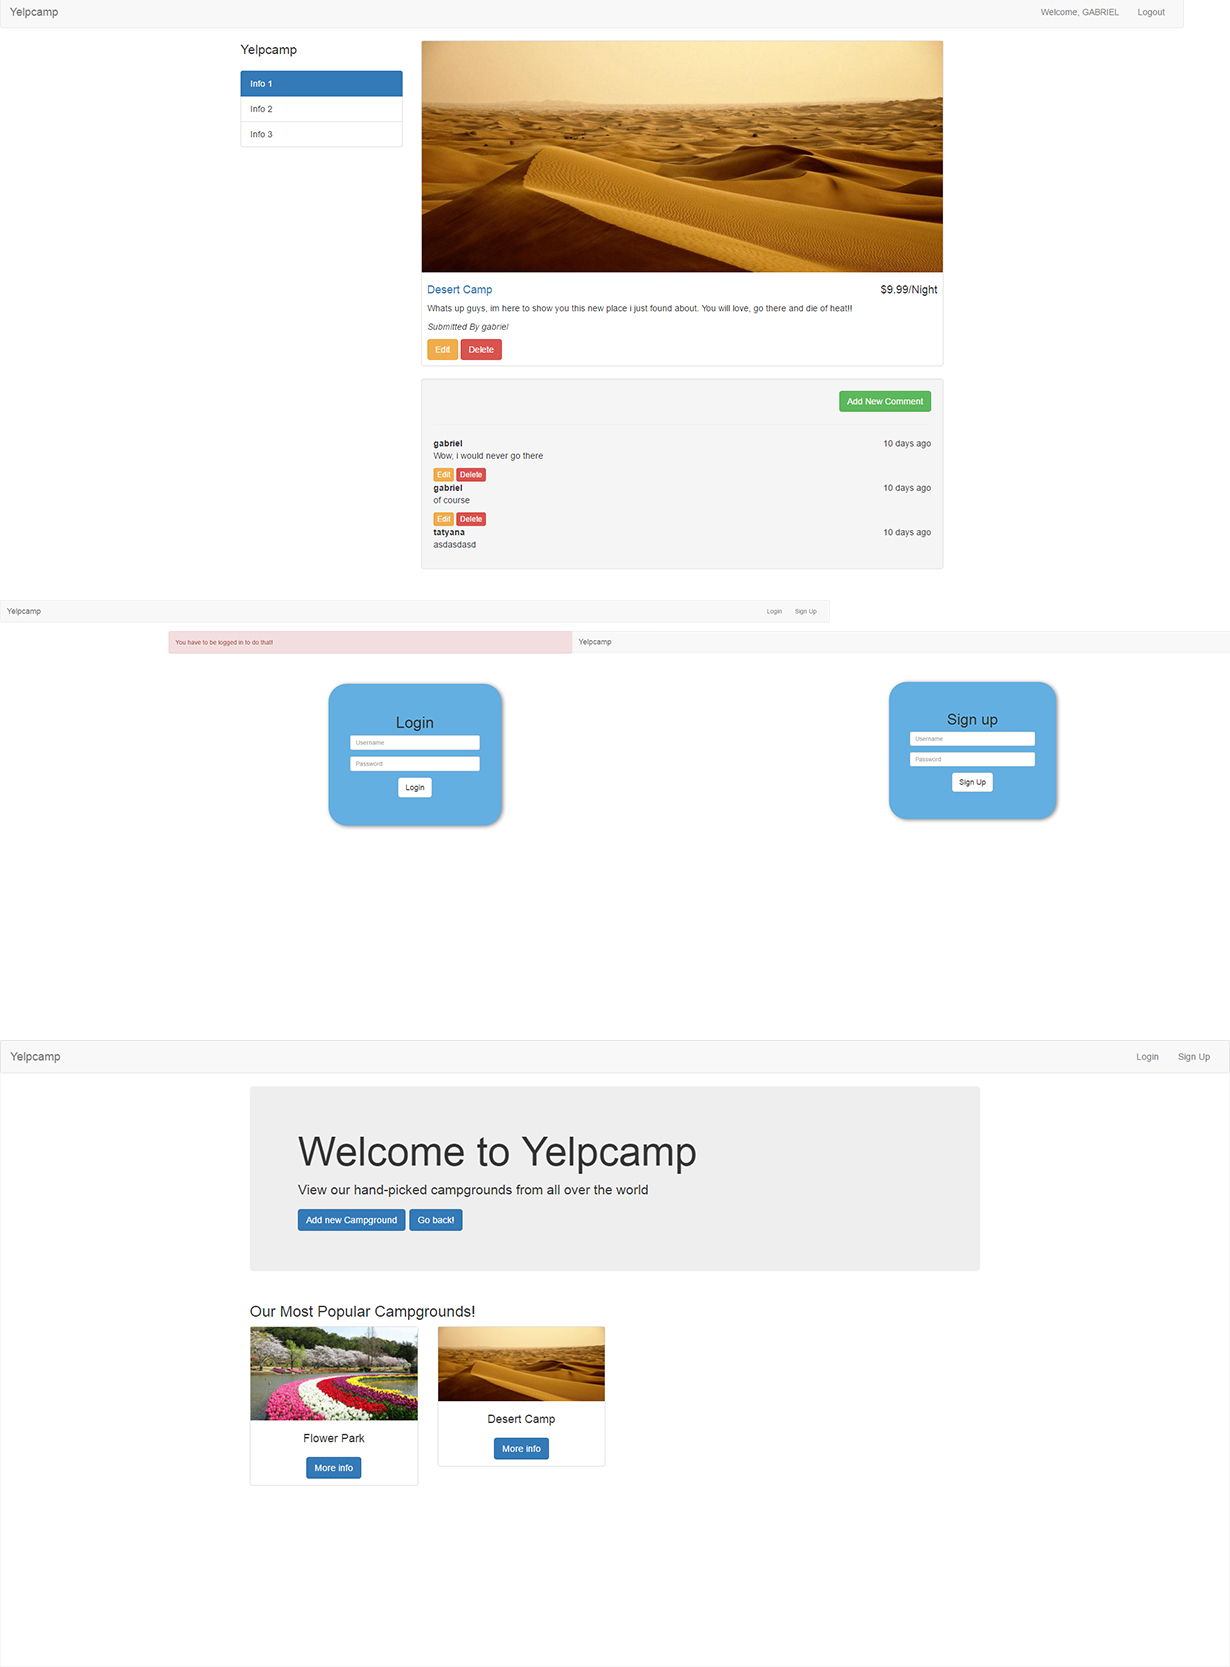 Yelpcamp
Welcome, GABRIEL Logout
Yelpcamp
Info 1
Info 2
Info 3
Desert Camp $9.99/Night
Whats up guys, im here to show you this new place i just found about. You will love, go there and die of heat!!
Submitted By gabriel
Edit Delete
Add New Comment
gabriel 10 days ago
Wow, i would never go there
Edit Delete
gabriel 10 days ago
of course
Edit Delete
tatyana 10 days ago
asdasdasd
Yelpcamp Login Sign Up
You have to be logged in to do that!
Yelpcamp
Login
Username
Password
Login
Sign up
Username
Password
Sign Up
Yelpcamp Login Sign Up
Welcome to Yelpcamp
View our hand-picked campgrounds from all over the world
Add new Campground Go back!
Our Most Popular Campgrounds!
Flower Park
More info
Desert Camp
More info